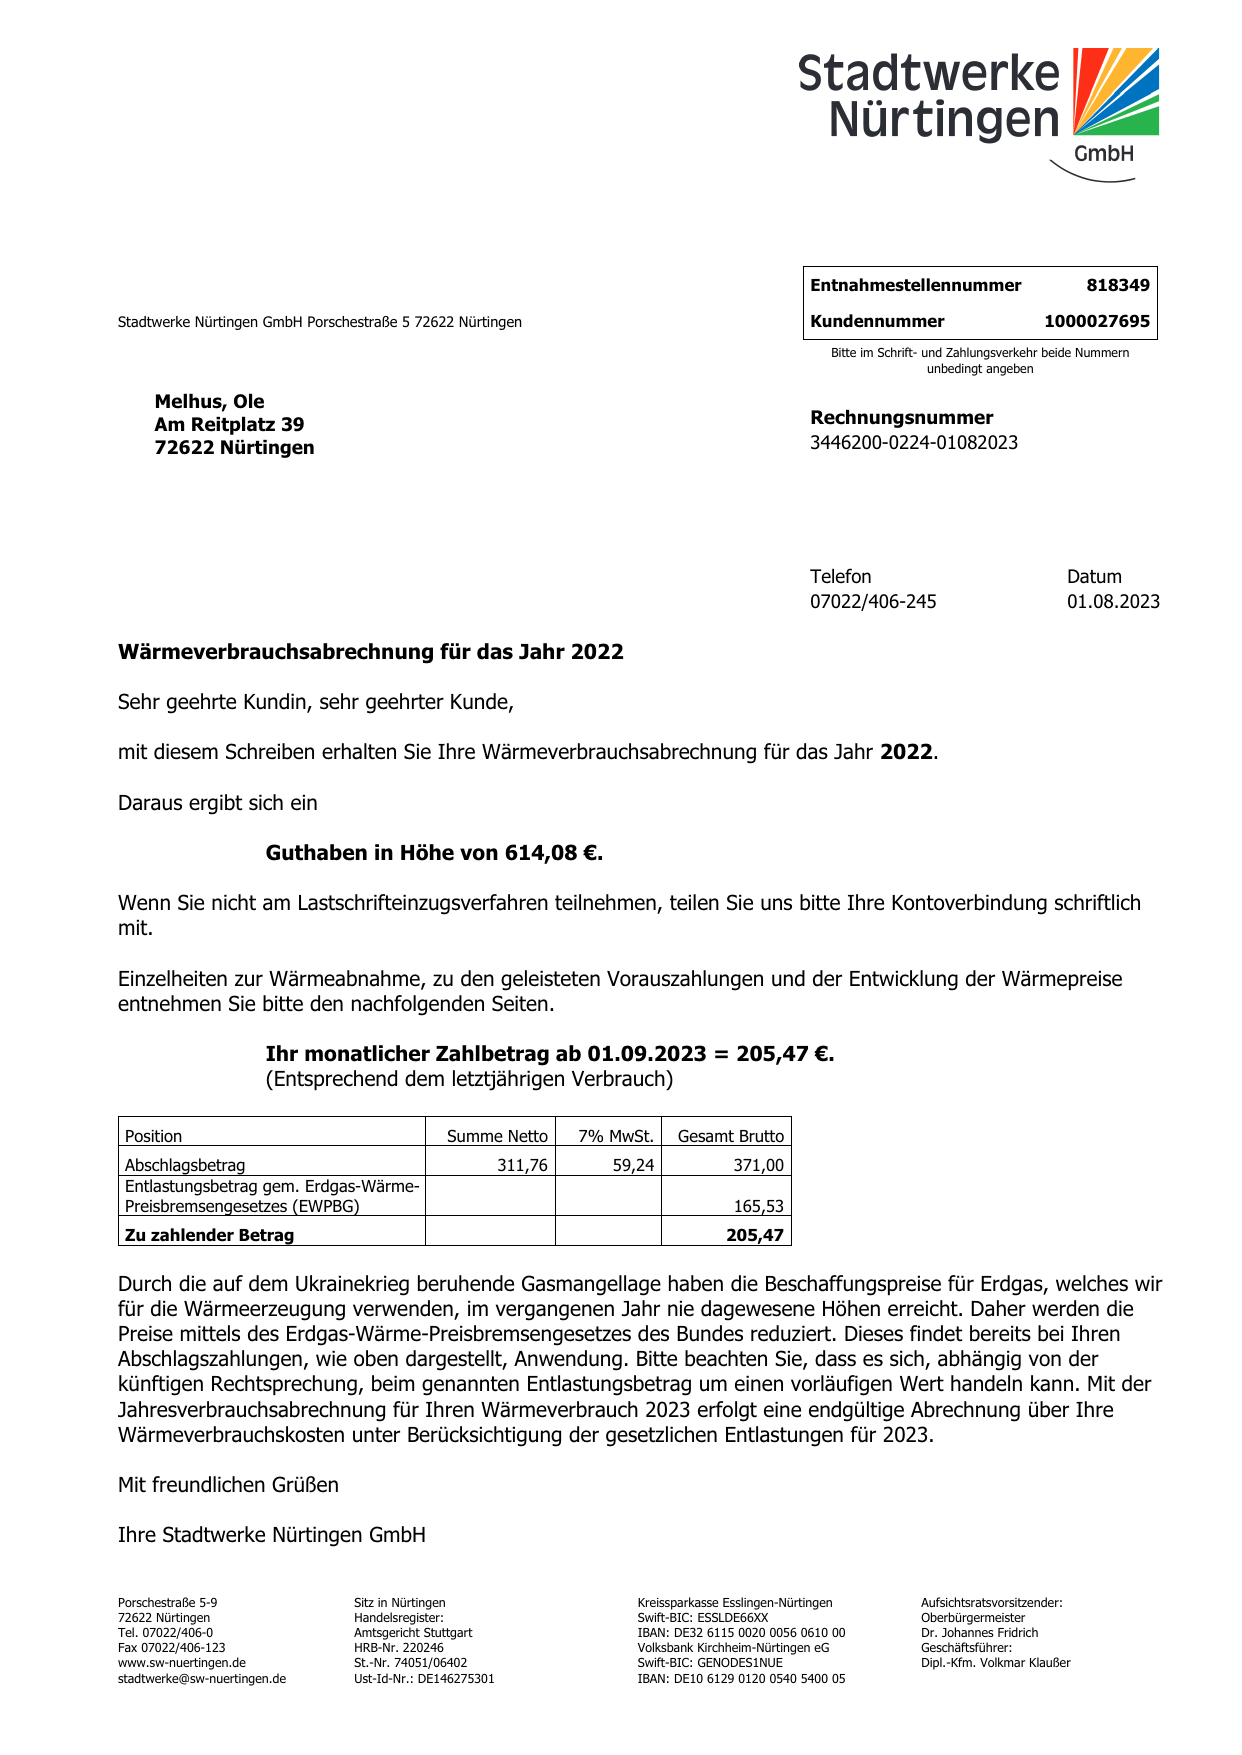 Stadtwerke
Nürtingen
GmbH
Entnahmestellennummer 818349
Stadtwerke Nürtingen GmbH Porschestraße 5 72622 Nürtingen
Kundennummer 1000027695
Bitte im Schrift- und Zahlungsverkehr beide Nummern
unbedingt angeben
Melhus, Ole
Am Reitplatz 39
72622 Nürtingen
Rechnungsnummer
3446200-0224-01082023
Telefon Datum
07022/406-245 01.08.2023
Wärmeverbrauchsabrechnung für das Jahr 2022
Sehr geehrte Kundin, sehr geehrter Kunde,
mit diesem Schreiben erhalten Sie Ihre Wärmeverbrauchsabrechnung für das Jahr 2022.
Daraus ergibt sich ein
Guthaben in Höhe von 614,08 €.
Wenn Sie nicht am Lastschrifteinzugsverfahren teilnehmen, teilen Sie uns bitte Ihre Kontoverbindung schriftlich
mit.
Einzelheiten zur Wärmeabnahme, zu den geleisteten Vorauszahlungen und der Entwicklung der Wärmepreise
entnehmen Sie bitte den nachfolgenden Seiten.
Ihr monatlicher Zahlbetrag ab 01.09.2023 = 205,47 €.
(Entsprechend dem letztjährigen Verbrauch)
Position Summe Netto 7% MwSt. Gesamt Brutto
Abschlagsbetrag 311,76 59,24 371,00
Entlastungsbetrag gem. Erdgas-Wärme-
Preisbremsengesetzes (EWPBG) 165,53
Zu zahlender Betrag 205,47
Durch die auf dem Ukrainekrieg beruhende Gasmangellage haben die Beschaffungspreise für Erdgas, welches wir
für die Wärmeerzeugung verwenden, im vergangenen Jahr nie dagewesene Höhen erreicht. Daher werden die
Preise mittels des Erdgas-Wärme-Preisbremsengesetzes des Bundes reduziert. Dieses findet bereits bei Ihren
Abschlagszahlungen, wie oben dargestellt, Anwendung. Bitte beachten Sie, dass es sich, abhängig von der
künftigen Rechtsprechung, beim genannten Entlastungsbetrag um einen vorläufigen Wert handeln kann. Mit der
Jahresverbrauchsabrechnung für Ihren Wärmeverbrauch 2023 erfolgt eine endgültige Abrechnung über Ihre
Wärmeverbrauchskosten unter Berücksichtigung der gesetzlichen Entlastungen für 2023.
Mit freundlichen Grüßen
Ihre Stadtwerke Nürtingen GmbH
Porschestraße 5-9
72622 Nürtingen
Tel. 07022/406-0
Fax 07022/406-123
www.sw-nuertingen.de
stadtwerke@sw-nuertingen.de
Sitz in Nürtingen
Handelsregister:
Amtsgericht Stuttgart
HRB-Nr. 220246
St.-Nr. 74051/06402
Ust-Id-Nr.: DE146275301
Kreissparkasse Esslingen-Nürtingen
Swift-BIC: ESSLDE66XX
IBAN: DE32 6115 0020 0056 0610 00
Volksbank Kirchheim-Nürtingen eG
Swift-BIC: GENODES1NUE
IBAN: DE10 6129 0120 0540 5400 05
Aufsichtsratsvorsitzender:
Oberbürgermeister
Dr. Johannes Fridrich
Geschäftsführer:
Dipl.-Kfm. Volkmar Klaußer